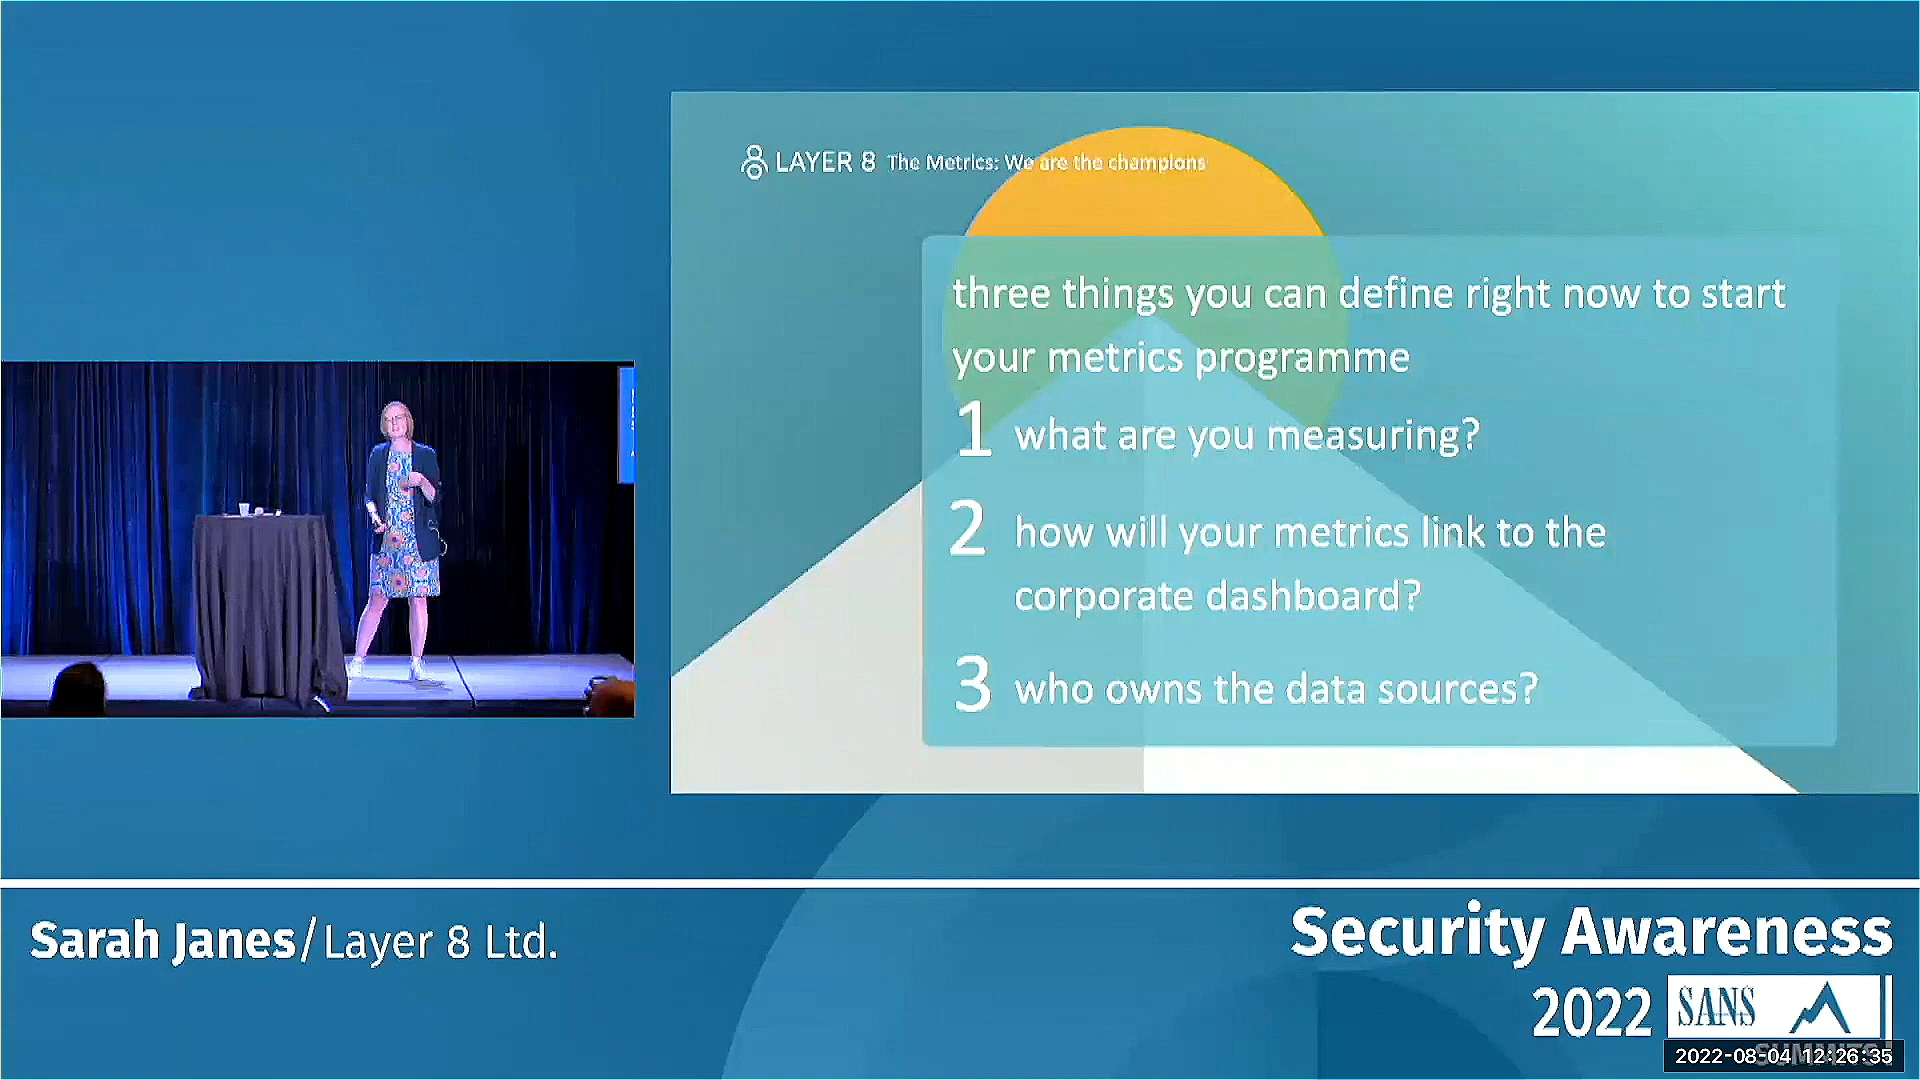 LAYER 8 The Metrics: We are the champions
three things you can define right now to start
your metrics programme
1 what are you measuring?
2 how will your metrics link to the
corporate dashboard?
3 who owns the data sources?
Sarah Janes/Layer 8 Ltd.
Security Awareness
2022 SANS
SUMMITS
2022-08-04 12:26:35